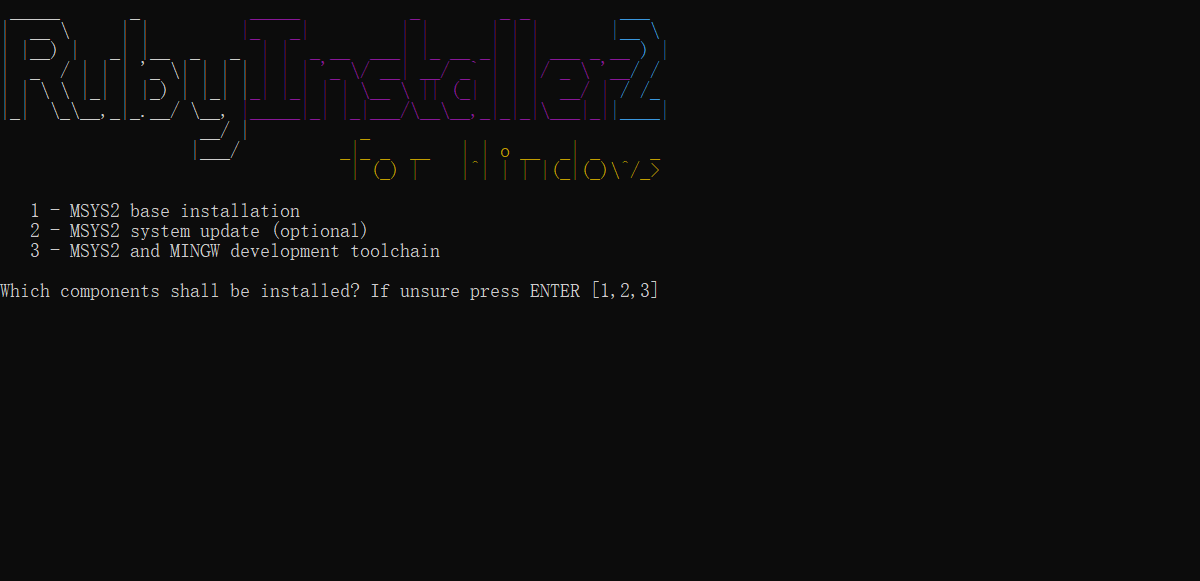 RubyInstaller2
for Windows
1 - MSYS2 base installation
2 - MSYS2 system update (optional)
3 - MSYS2 and MINGW development toolchain
Which components shall be installed? If unsure press ENTER [1,2,3]